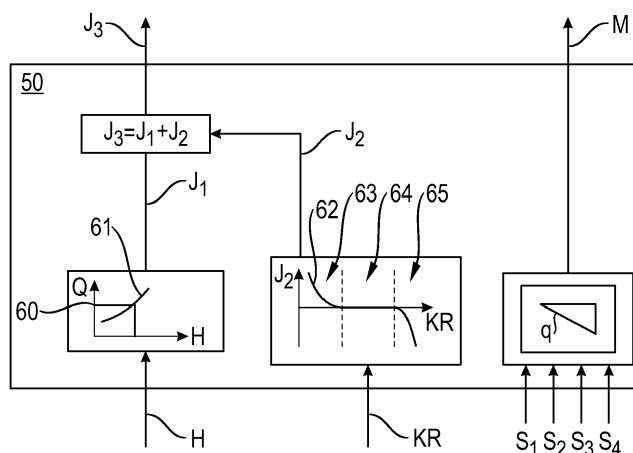 J3
M
50
J3=J1+J2
J2
J1
62 63 64 65
61
60
Q
H
J2
KR
q
H
KR
S1 S2 S3 S4